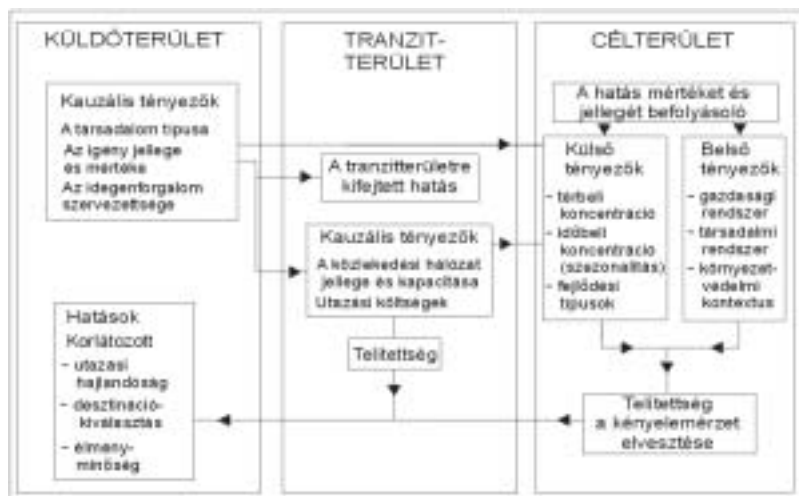 KÜLDŐTERÜLET
Kauzális tényezők
A társadalom típusa
Az igény jellege
és mértéke
Az idegenforgalom
szervezettsége
Hatások
Korlátozott
– utazási
hajlandóság
– desztináció-
kiválasztás
– élmény-
minőség
TRANZIT-
TERÜLET
A tranzitterületre
kifejtett hatás
Kauzális tényezők
A közlekedési hálózat
jellege és kapacitása
Utazási költségek
Telítettség
CÉLTERÜLET
A hatás mértékét és
jellegét befolyásoló
Külső
tényezők
– térbeli
koncentráció
– időbeli
koncentráció
(szezonalitás)
– fejlődési
típusok
Belső
tényezők
– gazdasági
rendszer
– társadalmi
rendszer
– környezet-
védelmi
kontextus
Telítettség
a kényelemérzet
elvesztése